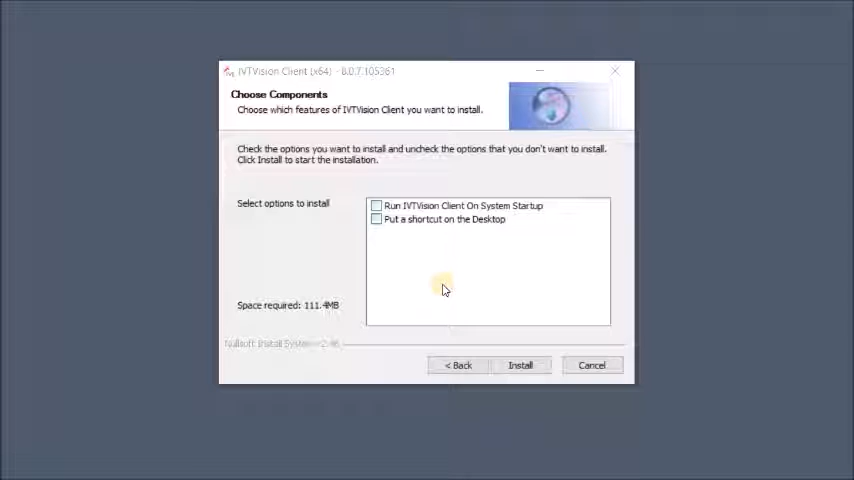 IVTVision Client (x64) - 8.0.7.105361
Choose Components
Choose which features of IVTVision Client you want to install.
Check the options you want to install and uncheck the options that you don't want to install.
Click Install to start the installation.
Select options to install
Run IVTVision Client On System Startup
Put a shortcut on the Desktop
Space required: 111.4MB
Nullsoft Install System v2.46
< Back
Install
Cancel